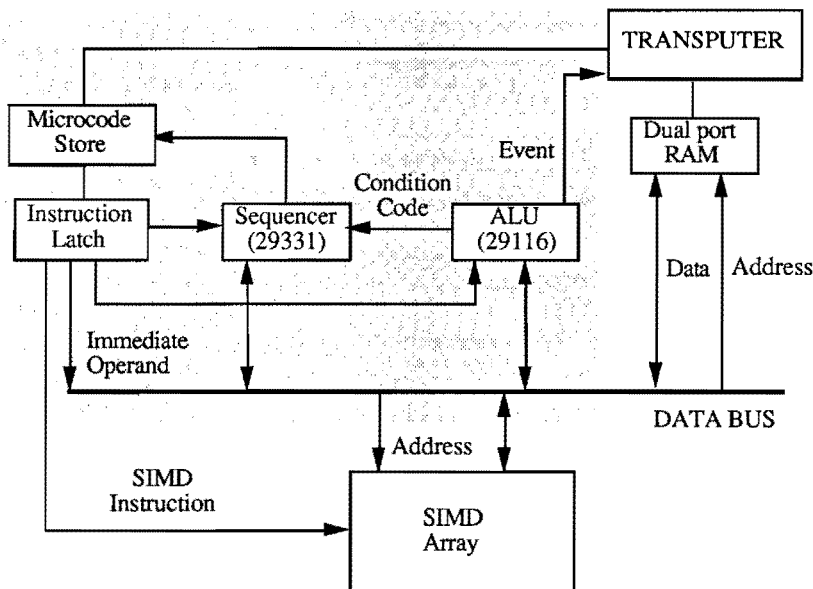 TRANSPUTER
Microcode
Store
Dual port
RAM
Event
Condition
Code
Instruction
Latch
Sequencer
(29331)
ALU
(29116)
Data
Address
Immediate
Operand
DATA BUS
Address
SIMD
Instruction
SIMD
Array